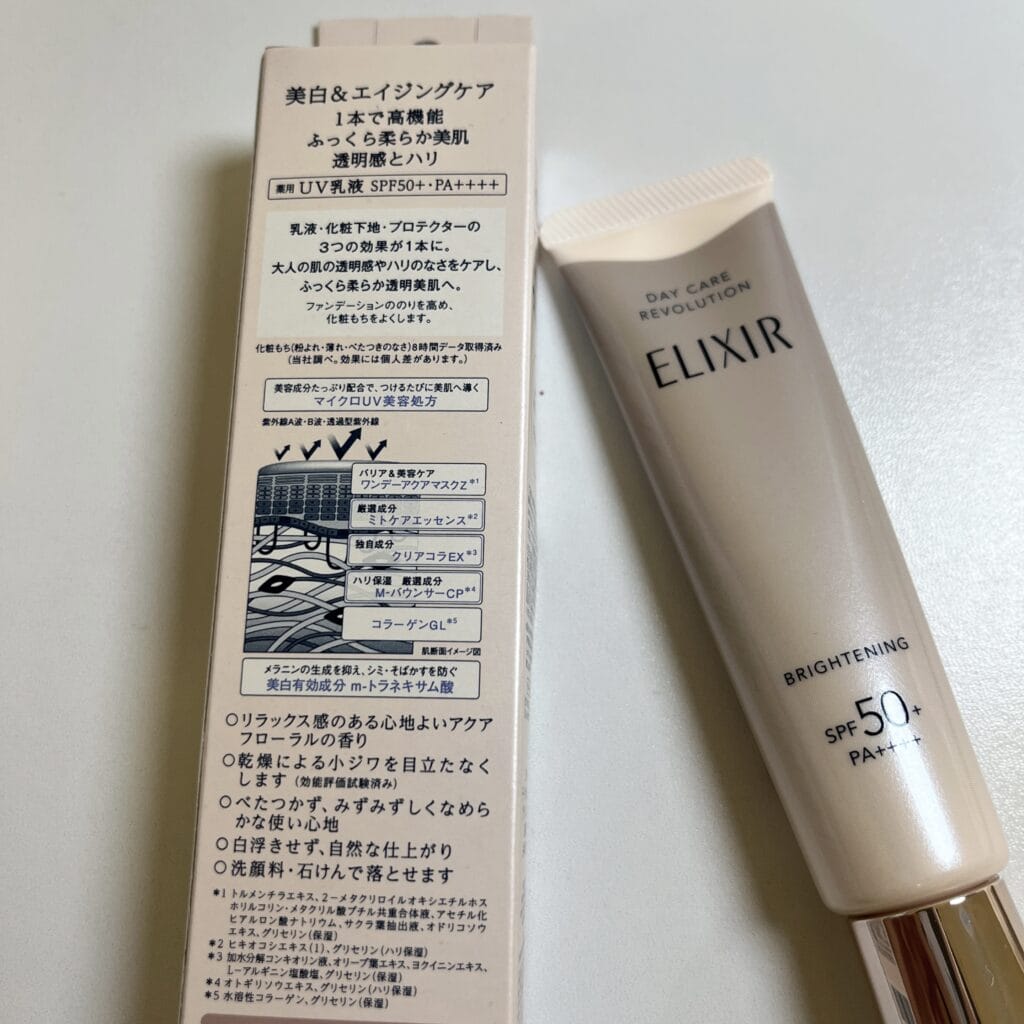 美白&エイジングケア
1本で高機能
ふっくら柔らか美肌
透明感とハリ
薬用 UV乳液 SPF50+・PA++++
乳液・化粧下地・プロテクターの
3つの効果が1本に。
大人の肌の透明感やハリのなさをケアし、
ふっくら柔らか透明美肌へ。
ファンデーションののりを高め、
化粧もちをよくします。
化粧もち(粉よれ・薄れ・べたつきのなさ)8時間データ取得済み
(当社調べ。効果には個人差があります。)
美容成分たっぷり配合で、つけるたびに美肌へ導く
マイクロUV美容処方
紫外線A波・B波・透過型紫外線
バリア&美容ケア
ワンデーアクアマスクZ*1
厳選成分
ミトケアエッセンス*2
独自成分
クリアコラEX*3
ハリ保湿 厳選成分
M-バウンサーCP*4
コラーゲンGL*5
肌断面イメージ図
メラニンの生成を抑え、シミ・そばかすを防ぐ
美白有効成分 m-トラネキサム酸
○リラックス感のある心地よいアクア
フローラルの香り
○乾燥による小ジワを目立たなく
します(効能評価試験済み)
○べたつかず、みずみずしくなめら
かな使い心地
○白浮きせず、自然な仕上がり
○洗顔料・石けんで落とせます
*1 トルメンチラエキス、2-メタクリロイルオキシエチルホス
ホリルコリン・メタクリル酸ブチル共重合体液、アセチル化
ヒアルロン酸ナトリウム、サクラ葉抽出液、オドリコソウ
エキス、グリセリン(保湿)
*2 ヒキオコシエキス(1)、グリセリン(ハリ保湿)
*3 加水分解コンキオリン液、オリーブ葉エキス、ヨクイニンエキス、
L-アルギニン塩酸塩、グリセリン(保湿)
*4 オトギリソウエキス、グリセリン(ハリ保湿)
*5 水溶性コラーゲン、グリセリン(保湿)
DAY CARE
REVOLUTION
ELIXIR
BRIGHTENING
SPF50+
PA++++